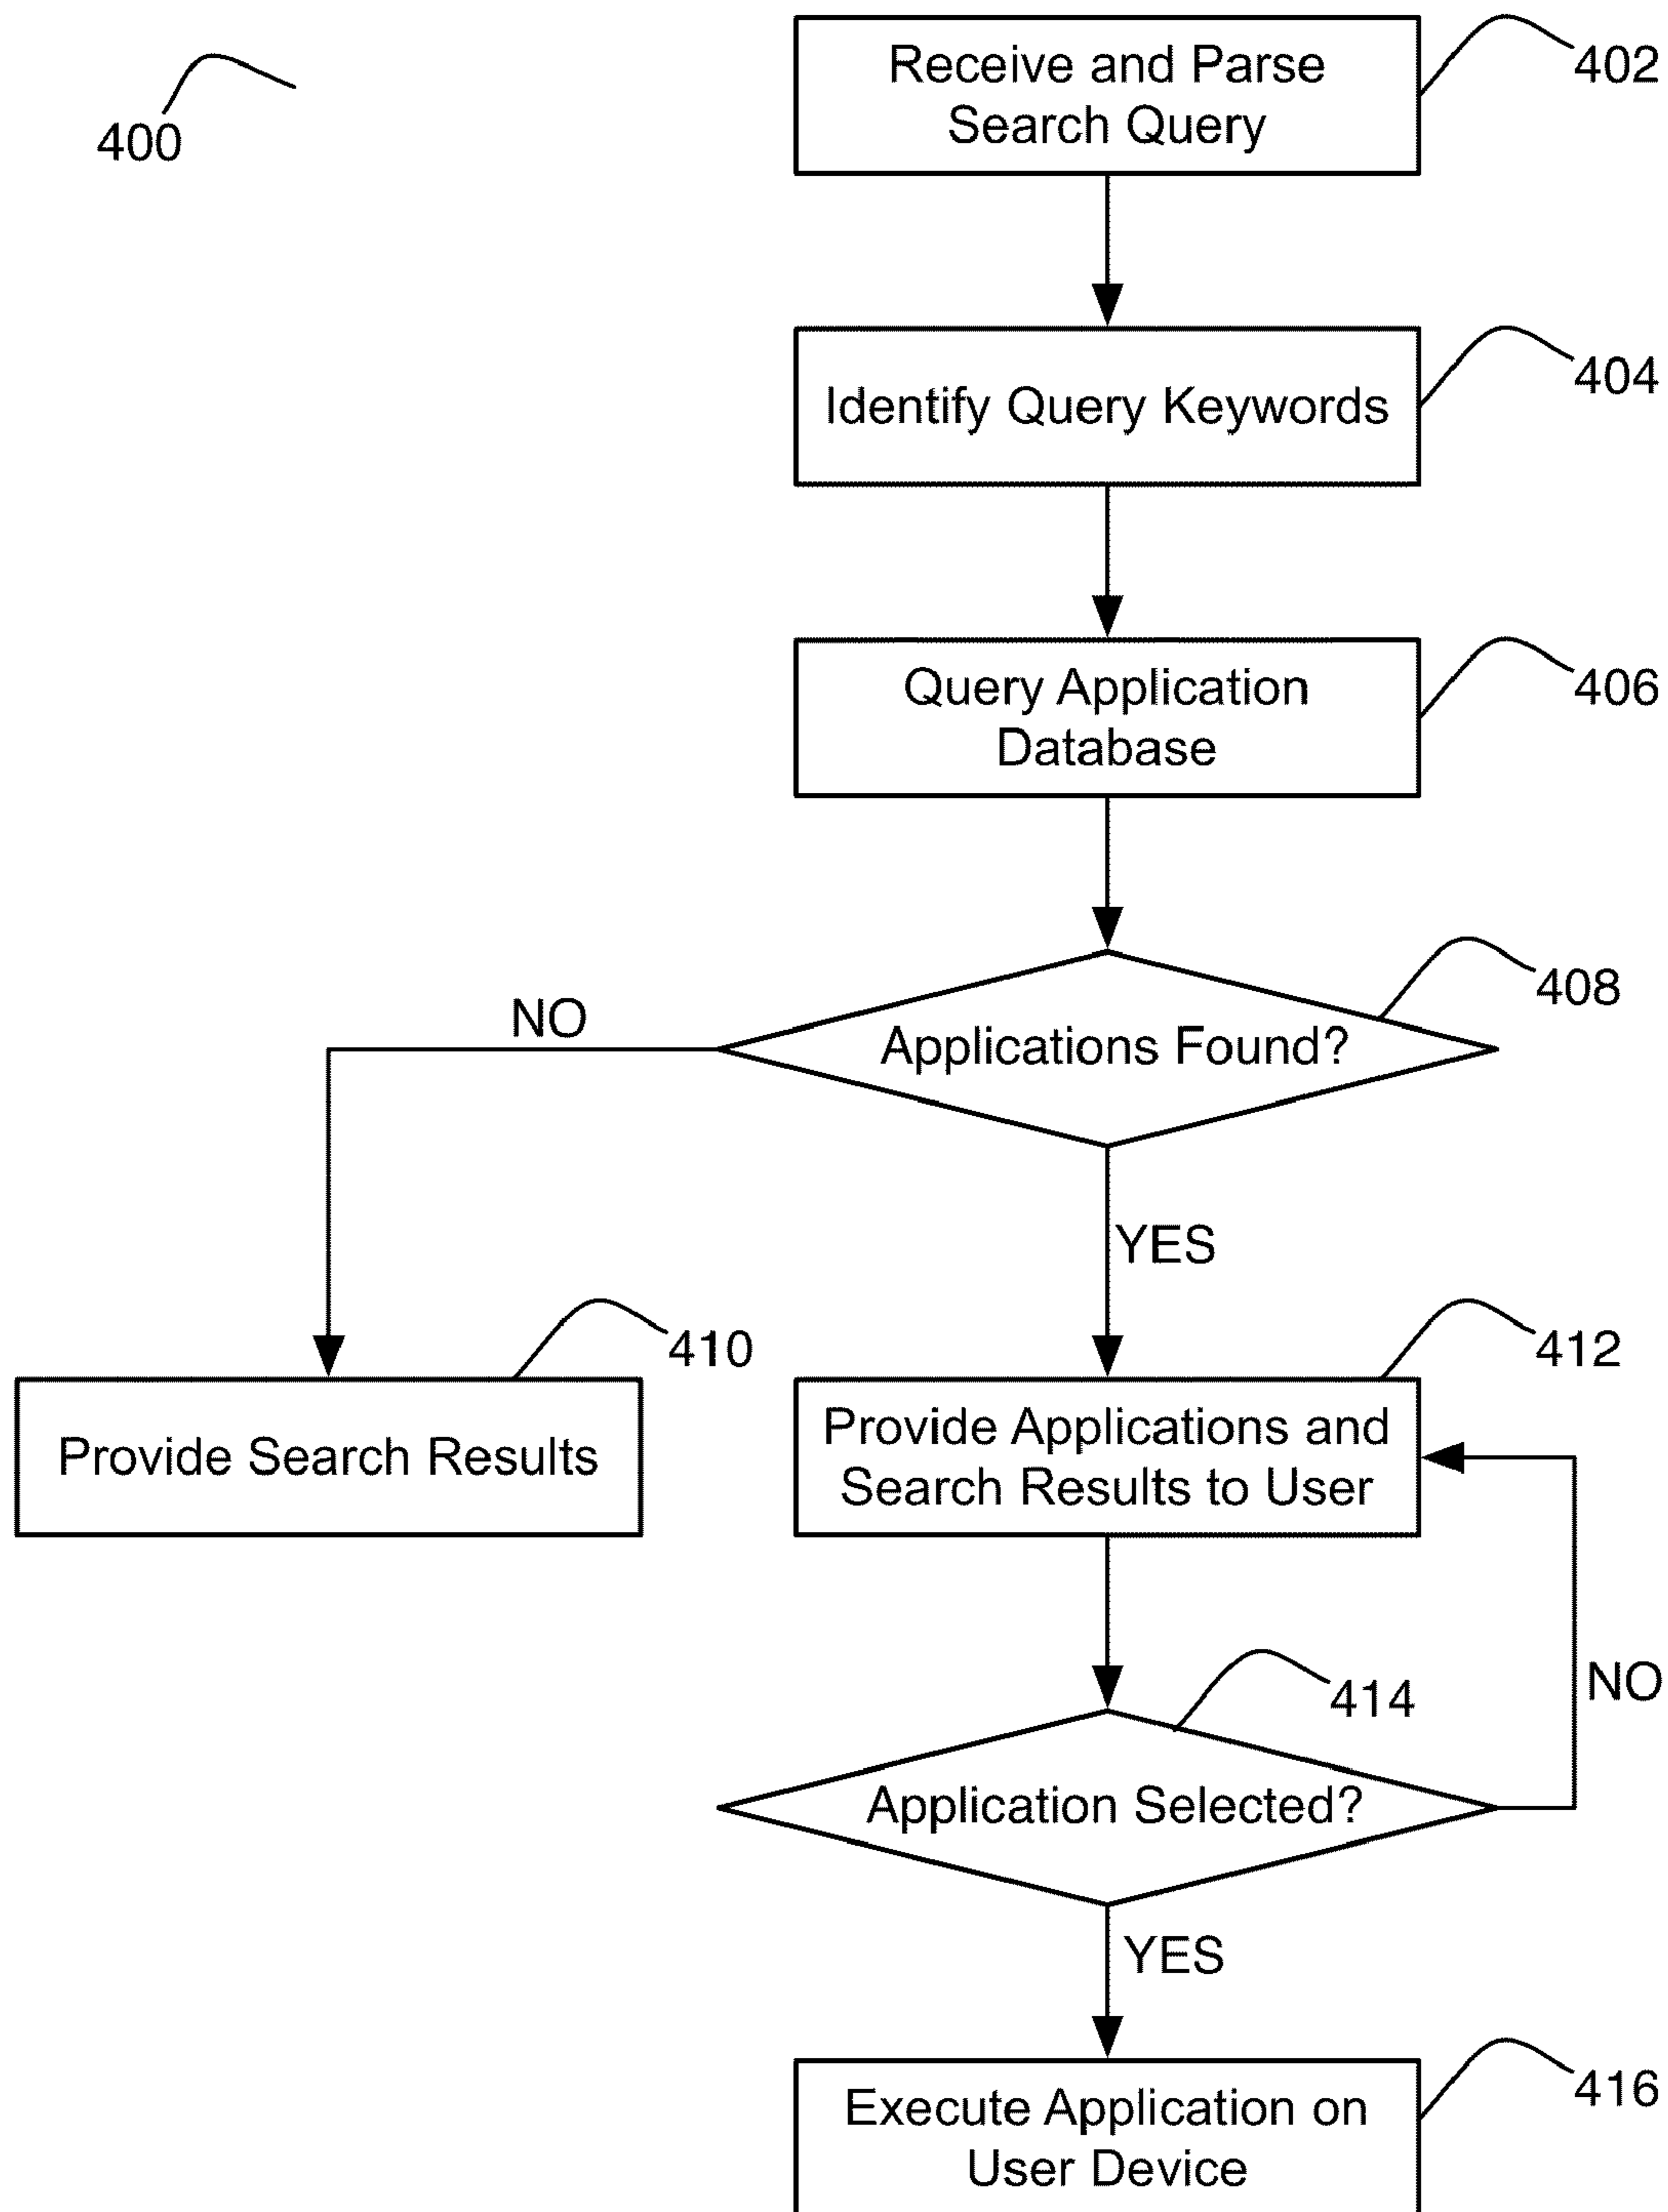 400
Receive and Parse
Search Query
402
Identify Query Keywords
404
Query Application
Database
406
Applications Found?
408
NO
YES
Provide Search Results
410
Provide Applications and
Search Results to User
412
Application Selected?
414
NO
YES
Execute Application on
User Device
416